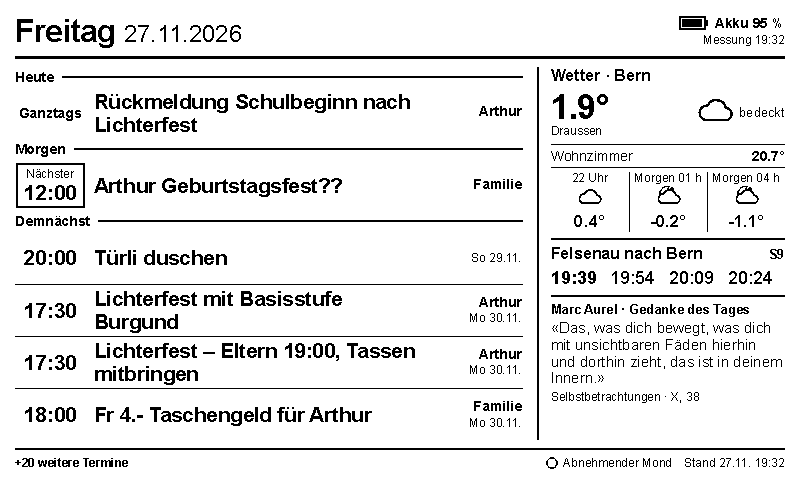 Freitag 27.11.2026
Akku 95 %
Messung 19:32
Heute
Ganztags Rückmeldung Schulbeginn nach Lichterfest Arthur
Morgen
Nächster
12:00 Arthur Geburtstagsfest?? Familie
Demnächst
20:00 Türli duschen So 29.11.
17:30 Lichterfest mit Basisstufe
Burgund
Arthur
Mo 30.11.
17:30 Lichterfest – Eltern 19:00, Tassen
mitbringen
Arthur
Mo 30.11.
18:00 Fr 4.- Taschengeld für Arthur
Familie
Mo 30.11.
Wetter · Bern
1.9°
bedeckt
Draussen
Wohnzimmer 20.7°
22 Uhr Morgen 01 h Morgen 04 h
0.4° -0.2° -1.1°
Felsenau nach Bern S9
19:39 19:54 20:09 20:24
Marc Aurel · Gedanke des Tages
«Das, was dich bewegt, was dich
mit unsichtbaren Fäden hierhin
und dorthin zieht, das ist in deinem
Innern.»
Selbstbetrachtungen · X, 38
+20 weitere Termine
Abnehmender Mond Stand 27.11. 19:32